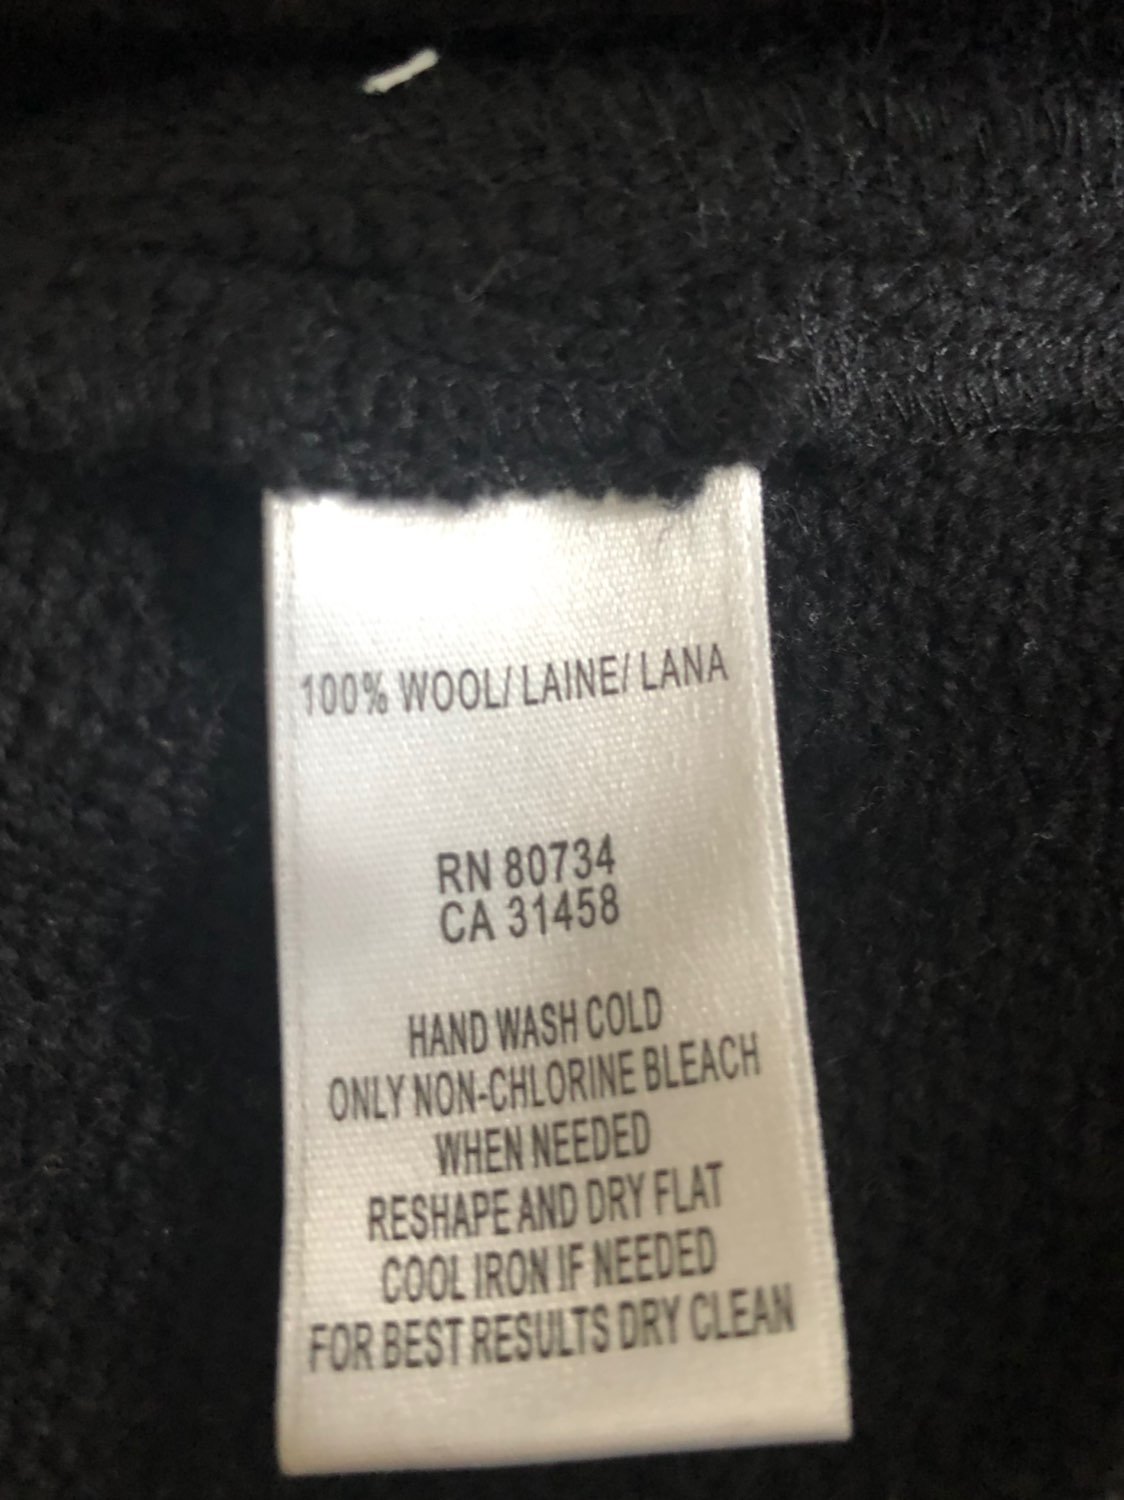 100% WOOL/ LAINE/ LANA
RN 80734
CA 31458
HAND WASH COLD
ONLY NON-CHLORINE BLEACH
WHEN NEEDED
RESHAPE AND DRY FLAT
COOL IRON IF NEEDED
FOR BEST RESULTS DRY CLEAN